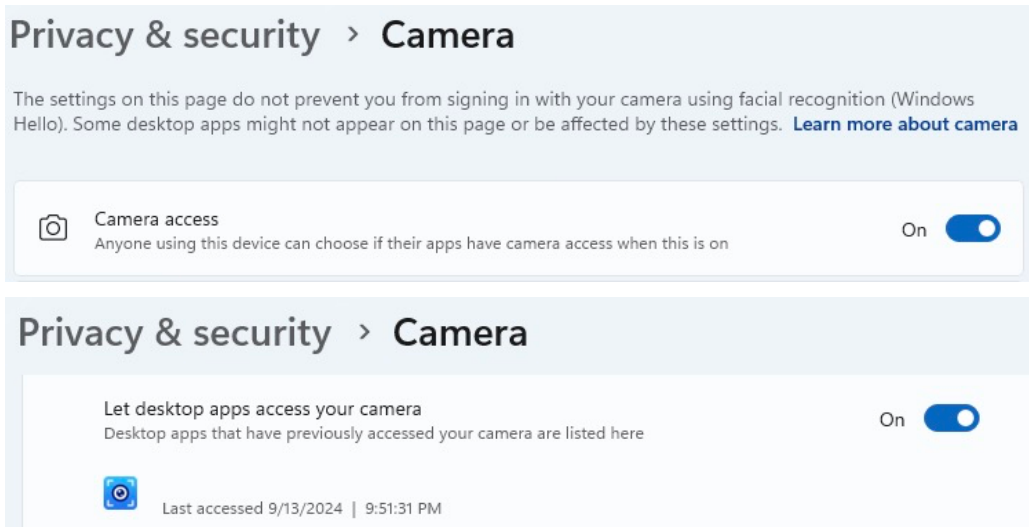 Privacy & security > Camera
The settings on this page do not prevent you from signing in with your camera using facial recognition (Windows
Hello). Some desktop apps might not appear on this page or be affected by these settings. Learn more about camera
Camera access
Anyone using this device can choose if their apps have camera access when this is on
On
Privacy & security > Camera
Let desktop apps access your camera
Desktop apps that have previously accessed your camera are listed here
On
Last accessed 9/13/2024 | 9:51:31 PM